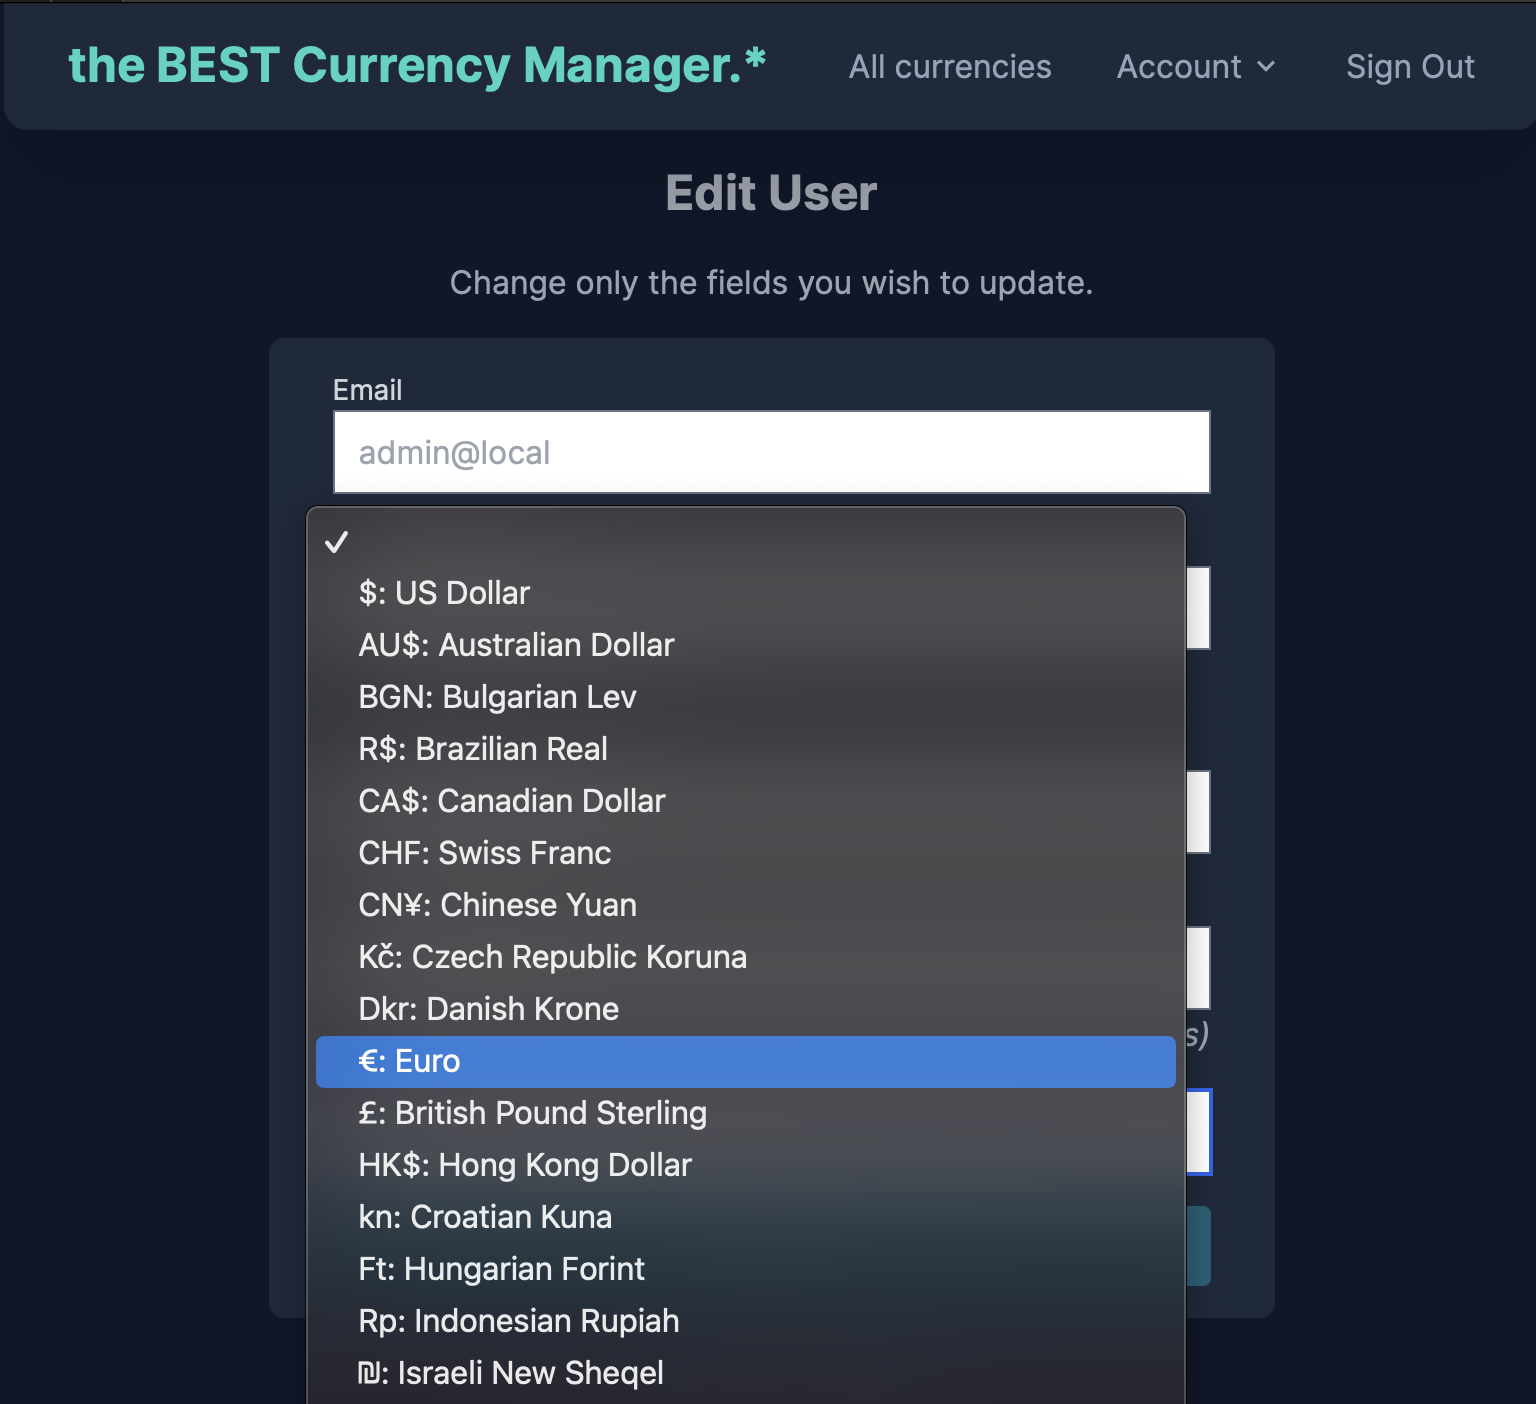 the BEST Currency Manager.*
All currencies
Account
Sign Out
Edit User
Change only the fields you wish to update.
Email
admin@local
$: US Dollar
AU$: Australian Dollar
BGN: Bulgarian Lev
R$: Brazilian Real
CA$: Canadian Dollar
CHF: Swiss Franc
CN¥: Chinese Yuan
Kč: Czech Republic Koruna
Dkr: Danish Krone
s)
€: Euro
£: British Pound Sterling
HK$: Hong Kong Dollar
kn: Croatian Kuna
Ft: Hungarian Forint
Rp: Indonesian Rupiah
₪: Israeli New Sheqel